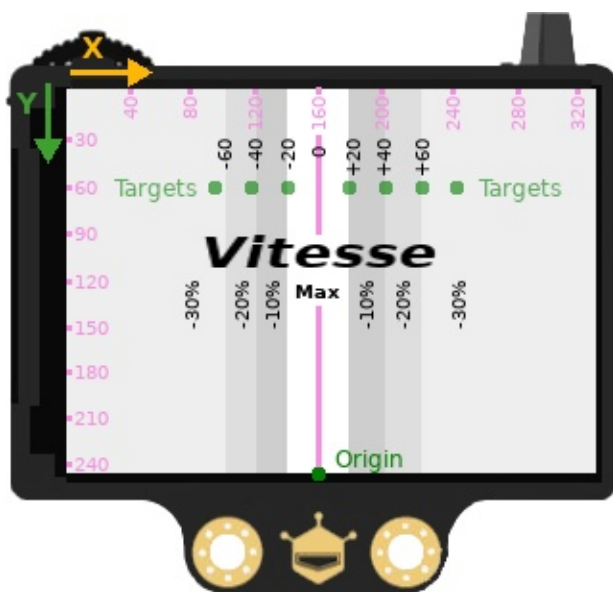 X
Y
40 80 120 160 200 240 280 320
30
-60 -40 -20 0 +20 +40 +60
60
Targets Targets
90
Vitesse
120
-30% -20% -10% Max -10% -20% -30%
150
180
210
Origin
240